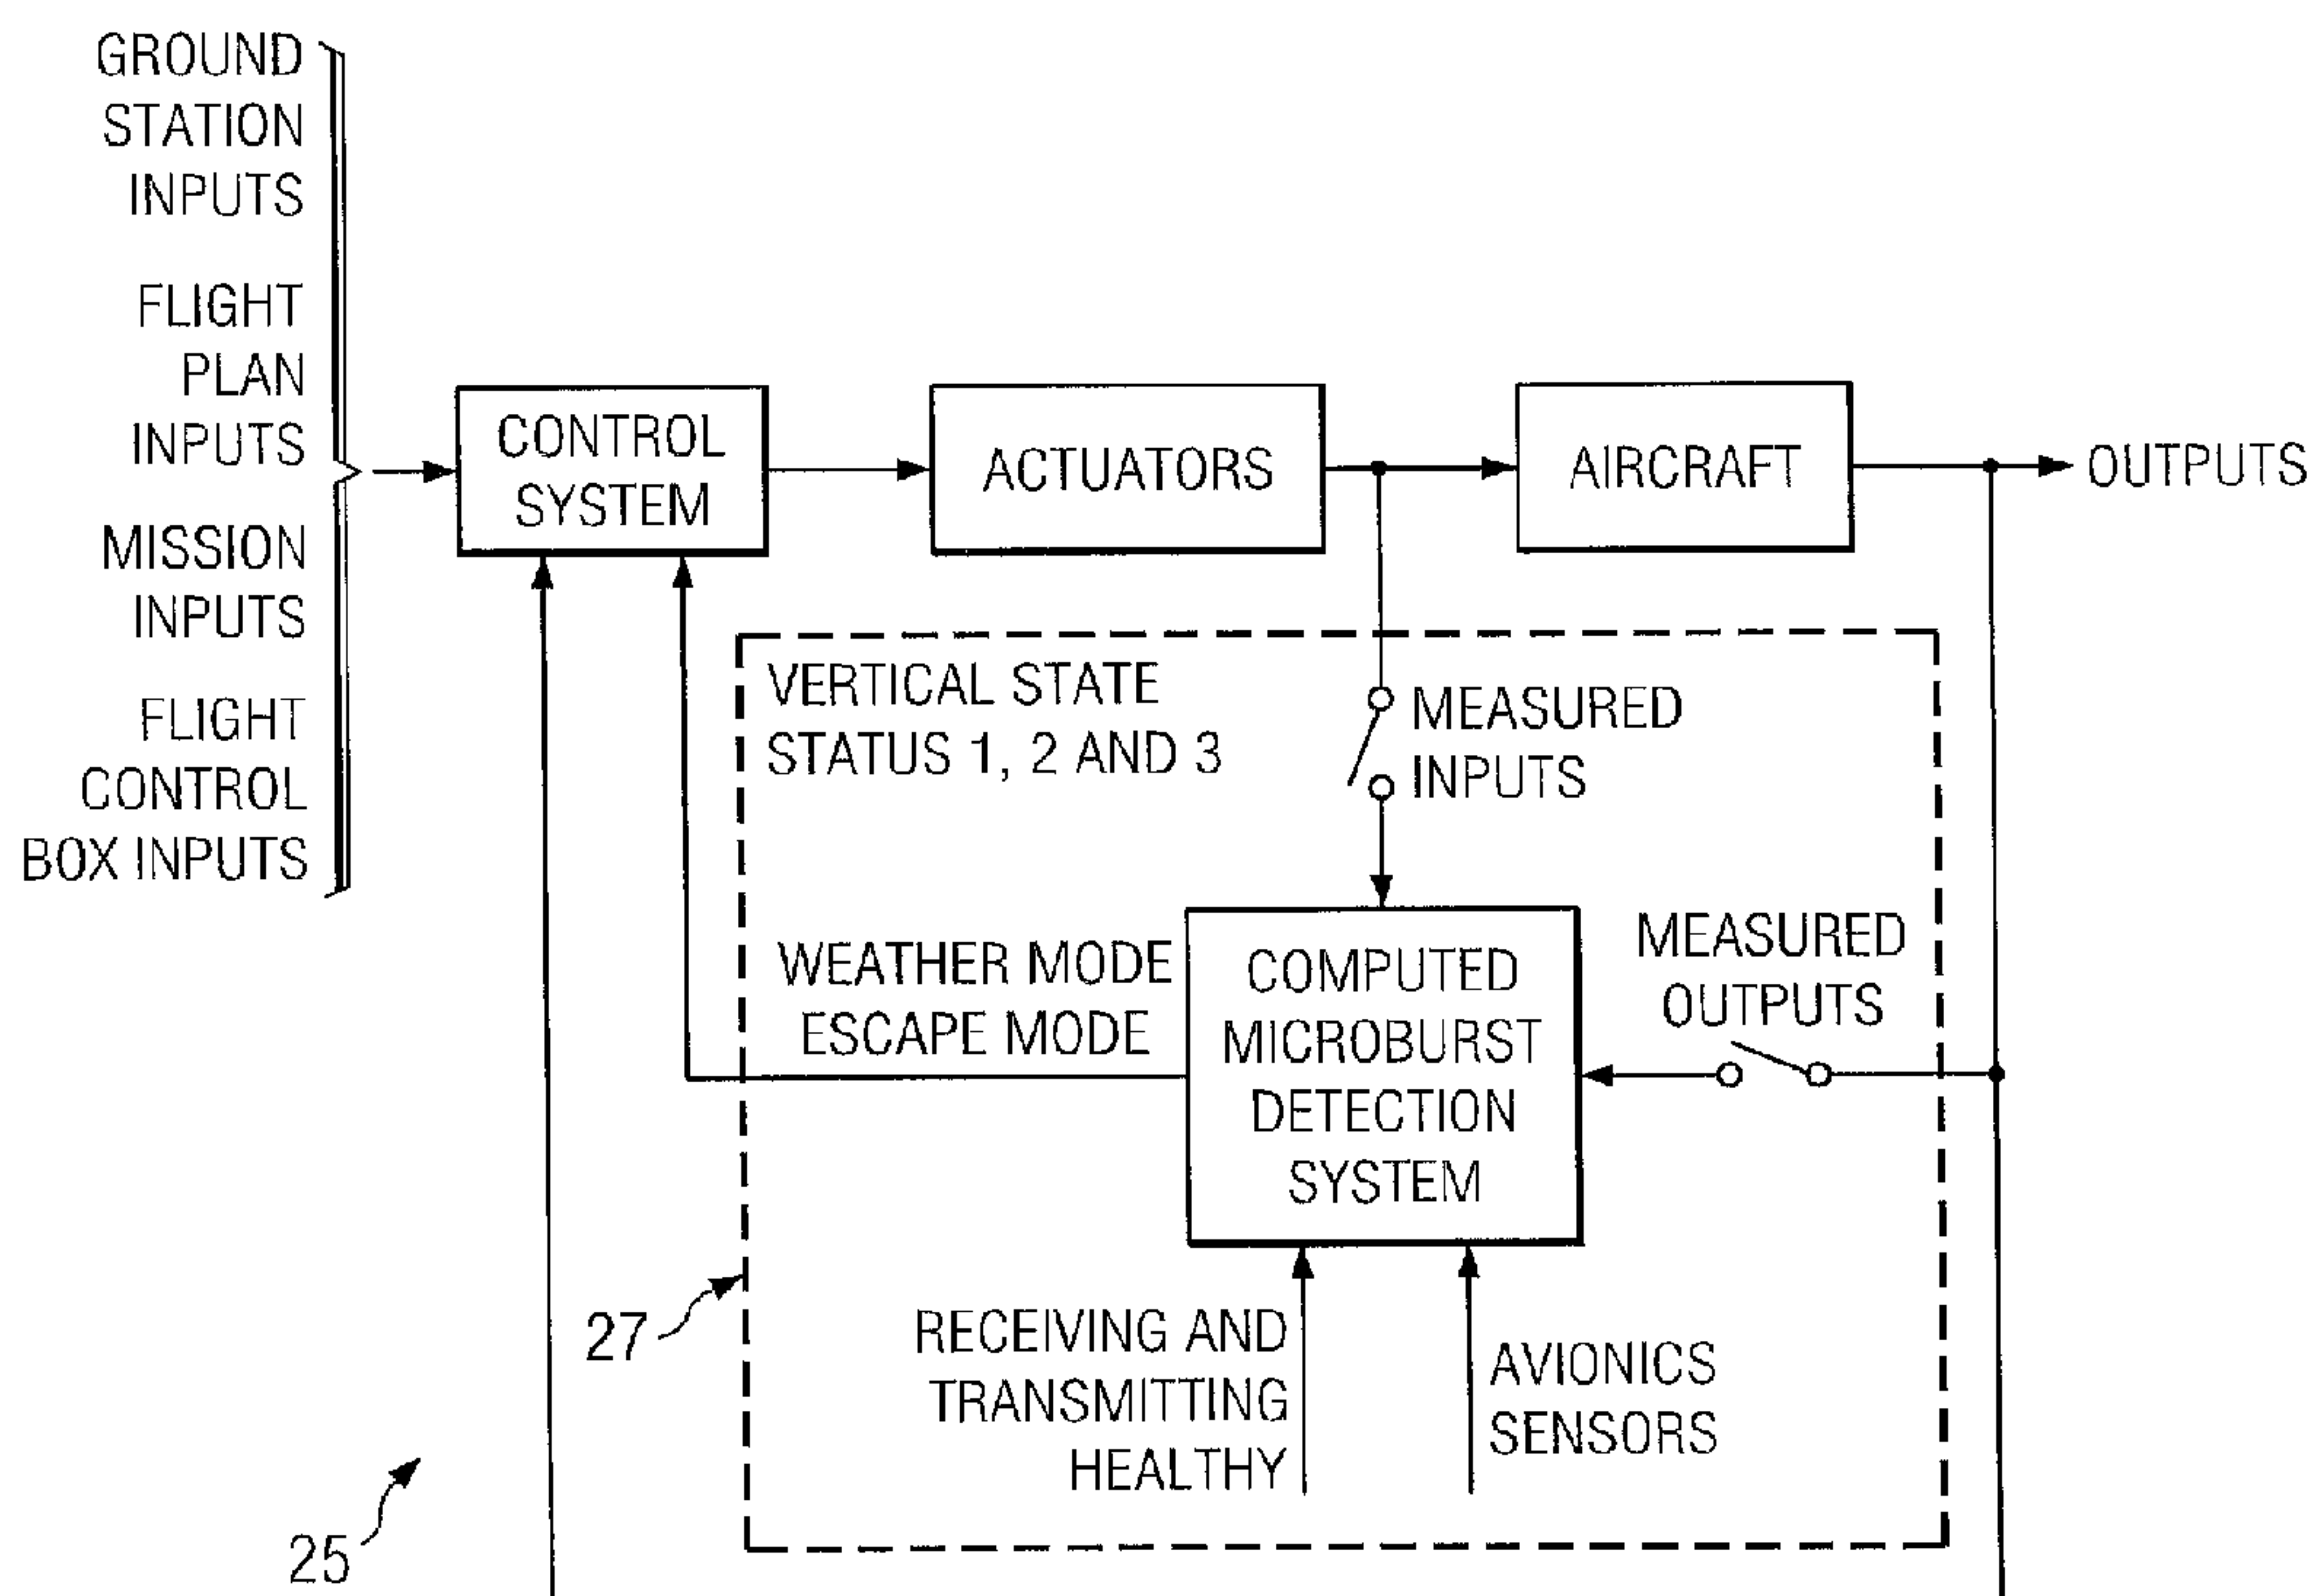 GROUND
STATION
INPUTS
FLIGHT
PLAN
INPUTS
MISSION
INPUTS
FLIGHT
CONTROL
BOX INPUTS
CONTROL
SYSTEM
ACTUATORS
AIRCRAFT
OUTPUTS
VERTICAL STATE
STATUS 1, 2 AND 3
MEASURED
INPUTS
WEATHER MODE
ESCAPE MODE
COMPUTED
MICROBURST
DETECTION
SYSTEM
MEASURED
OUTPUTS
27
RECEIVING AND
TRANSMITTING
HEALTHY
AVIONICS
SENSORS
25